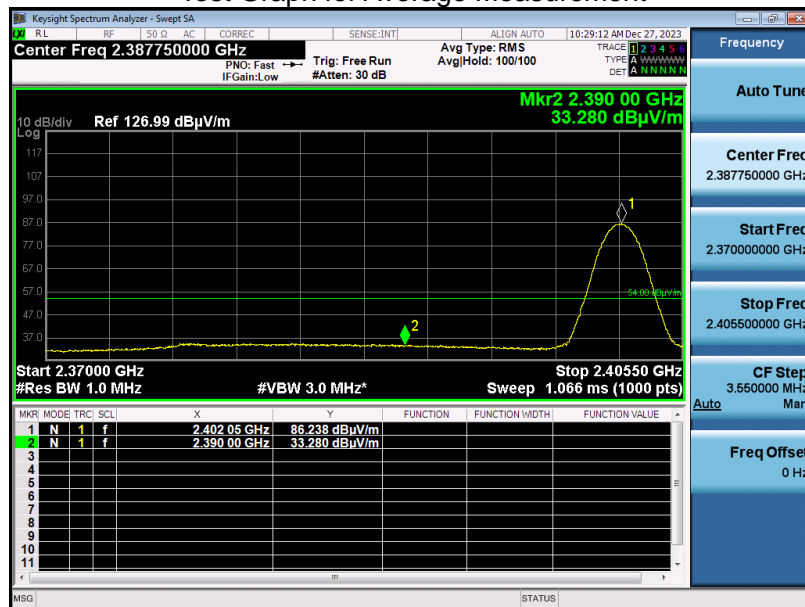 Test Graph for Average Measurement
Keysight Spectrum Analyzer - Swept SA
LXI RL RF 50 Ω AC CORREC SENSE:INT ALIGN AUTO 10:29:12 AM Dec 27, 2023
Center Freq 2.387750000 GHz
PNO: Fast
IFGain:Low
Trig: Free Run
#Atten: 30 dB
Avg Type: RMS
Avg|Hold: 100/100
TRACE 1 2 3 4 5 6
TYPE A WWWWW
DET A N N N N N
Mkr2 2.390 00 GHz
33.280 dBµV/m
10 dB/div Ref 126.99 dBµV/m
Log
117
107
97.0
87.0
77.0
67.0
57.0
47.0
37.0
1
54.00 dBµV/m
2
Start 2.37000 GHz Stop 2.40550 GHz
#Res BW 1.0 MHz #VBW 3.0 MHz* Sweep 1.066 ms (1000 pts)
MKR MODE TRC SCL X Y FUNCTION FUNCTION WIDTH FUNCTION VALUE
1 N 1 f 2.402 05 GHz 86.238 dBµV/m
2 N 1 f 2.390 00 GHz 33.280 dBµV/m
3
4
5
6
7
8
9
10
11
MSG STATUS
Frequency
Auto Tune
Center Freq
2.387750000 GHz
Start Freq
2.370000000 GHz
Stop Freq
2.405500000 GHz
CF Step
3.550000 MHz
Auto Man
Freq Offset
0 Hz